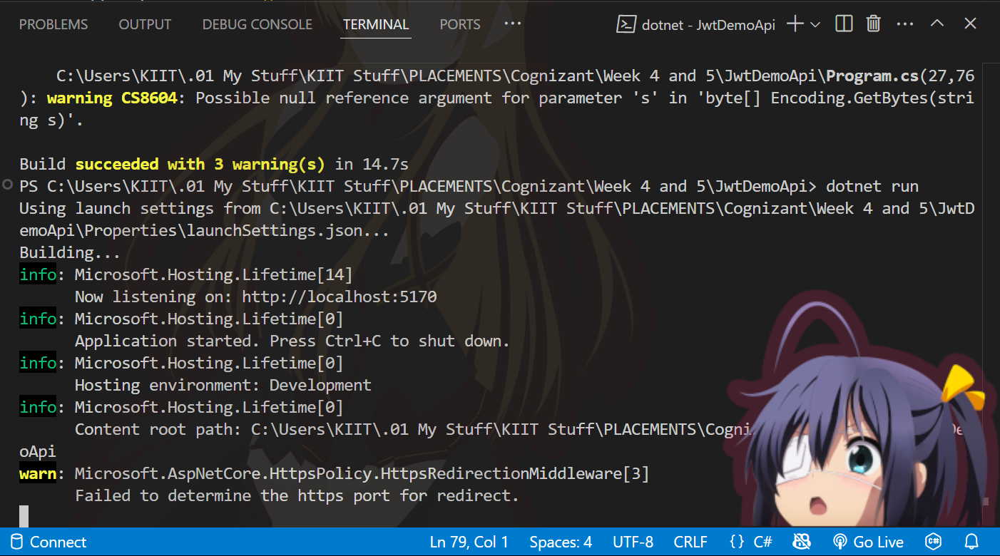 PROBLEMS OUTPUT DEBUG CONSOLE TERMINAL PORTS ··· dotnet - JwtDemoApi
C:\Users\KIIT\.01 My Stuff\KIIT Stuff\PLACEMENTS\Cognizant\Week 4 and 5\JwtDemoApi\Program.cs(27,76
): warning CS8604: Possible null reference argument for parameter 's' in 'byte[] Encoding.GetBytes(stri
ng s)'.
Build succeeded with 3 warning(s) in 14.7s
PS C:\Users\KIIT\.01 My Stuff\KIIT Stuff\PLACEMENTS\Cognizant\Week 4 and 5\JwtDemoApi> dotnet run
Using launch settings from C:\Users\KIIT\.01 My Stuff\KIIT Stuff\PLACEMENTS\Cognizant\Week 4 and 5\JwtD
emoApi\Properties\launchSettings.json...
Building...
info: Microsoft.Hosting.Lifetime[14]
Now listening on: http://localhost:5170
info: Microsoft.Hosting.Lifetime[0]
Application started. Press Ctrl+C to shut down.
info: Microsoft.Hosting.Lifetime[0]
Hosting environment: Development
info: Microsoft.Hosting.Lifetime[0]
Content root path: C:\Users\KIIT\.01 My Stuff\KIIT Stuff\PLACEMENTS\Cogni
oApi
warn: Microsoft.AspNetCore.HttpsPolicy.HttpsRedirectionMiddleware[3]
Failed to determine the https port for redirect.
Connect Ln 79, Col 1 Spaces: 4 UTF-8 CRLF {} C# Go Live